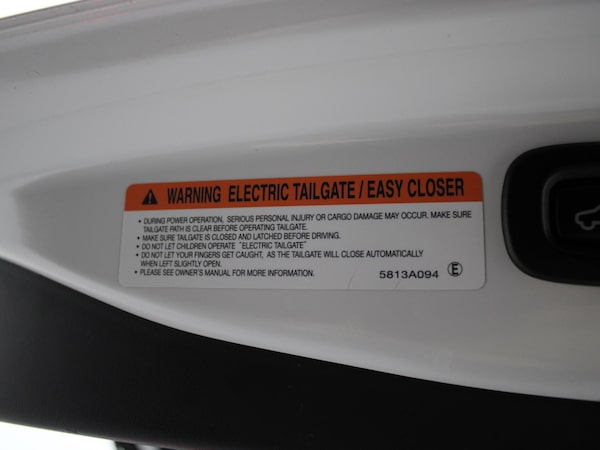 WARNING ELECTRIC TAILGATE / EASY CLOSER
• DURING POWER OPERATION, SERIOUS PERSONAL INJURY OR CARGO DAMAGE MAY OCCUR. MAKE SURE
TAILGATE PATH IS CLEAR BEFORE OPERATING TAILGATE.
• MAKE SURE TAILGATE IS CLOSED AND LATCHED BEFORE DRIVING.
• DO NOT LET CHILDREN OPERATE "ELECTRIC TAILGATE"
• DO NOT LET YOUR FINGERS GET CAUGHT, AS THE TAILGATE WILL CLOSE AUTOMATICALLY
WHEN LEFT SLIGHTLY OPEN.
• PLEASE SEE OWNER'S MANUAL FOR MORE INFORMATION. 5813A094 Ⓔ